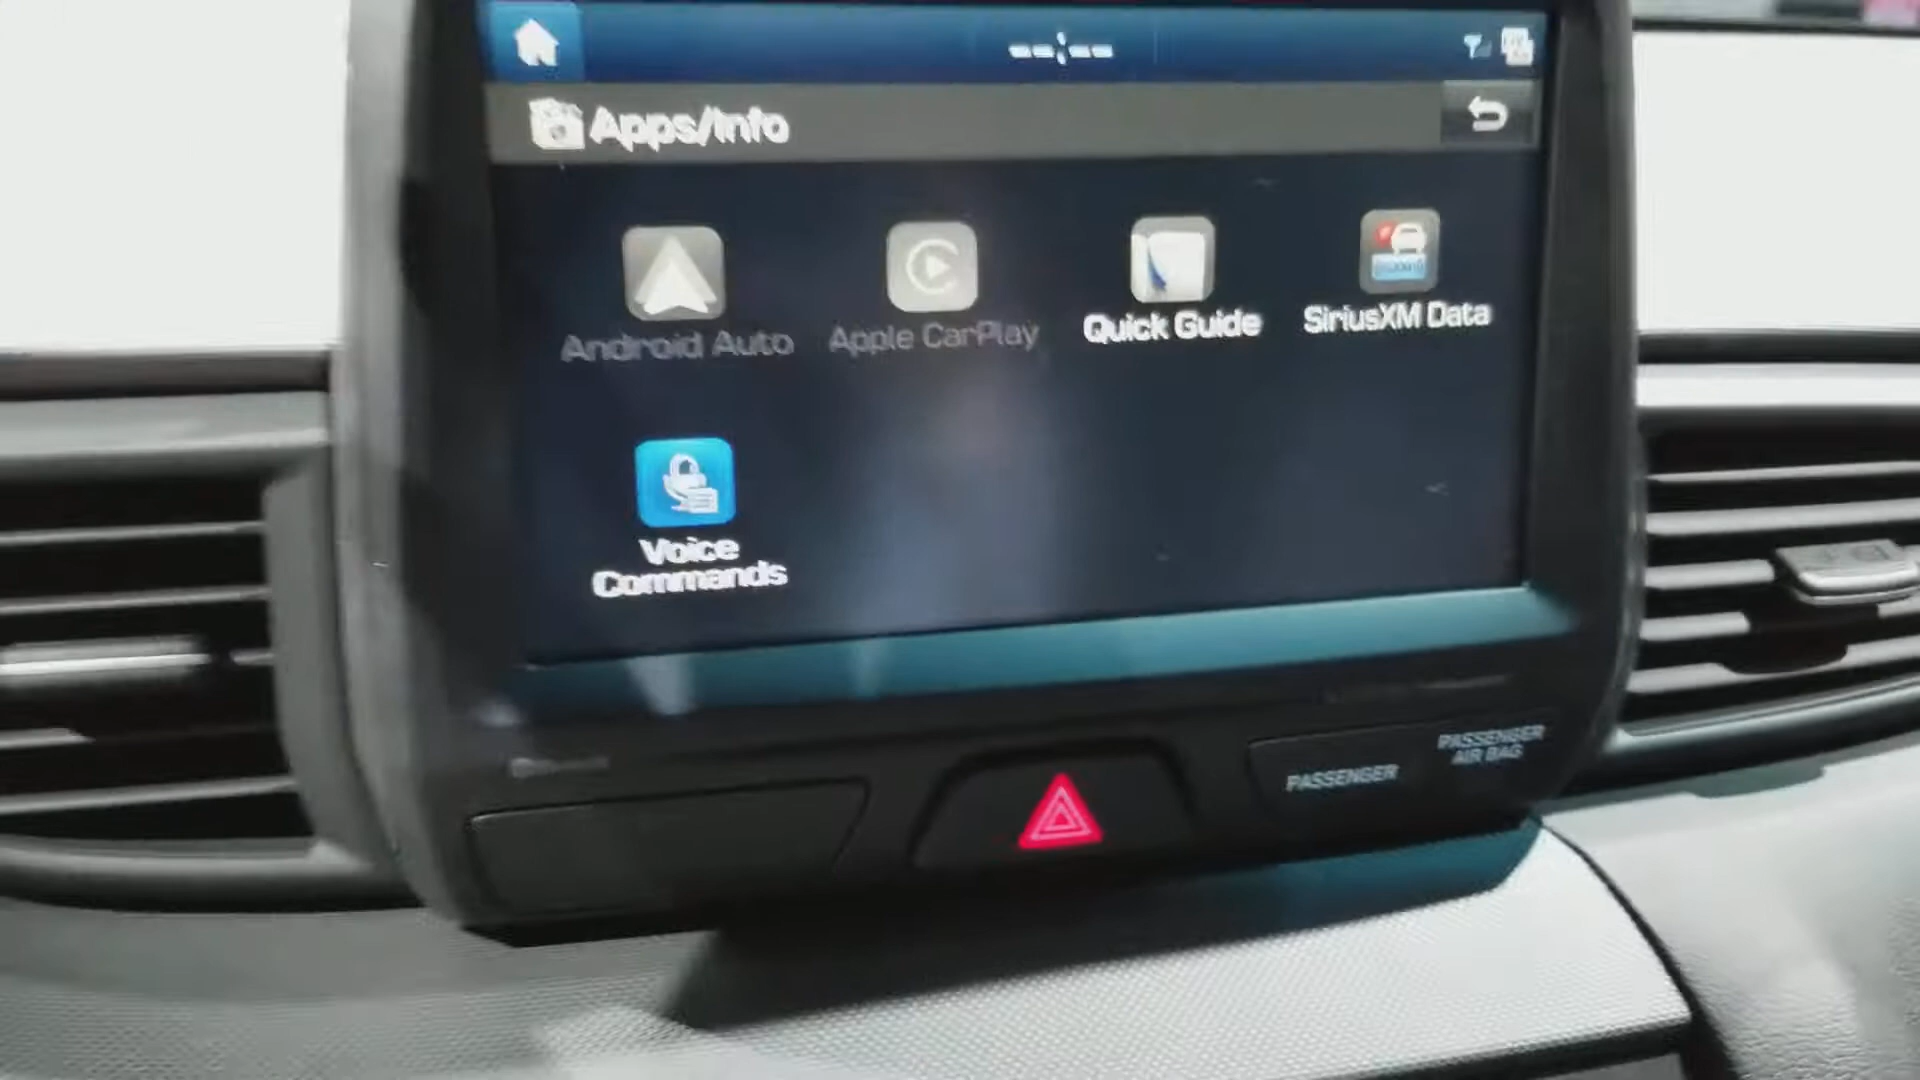 Apps/Info
Android Auto
Apple CarPlay
Quick Guide
SiriusXM Data
Voice
Commands
PASSENGER
PASSENGER
AIR BAG